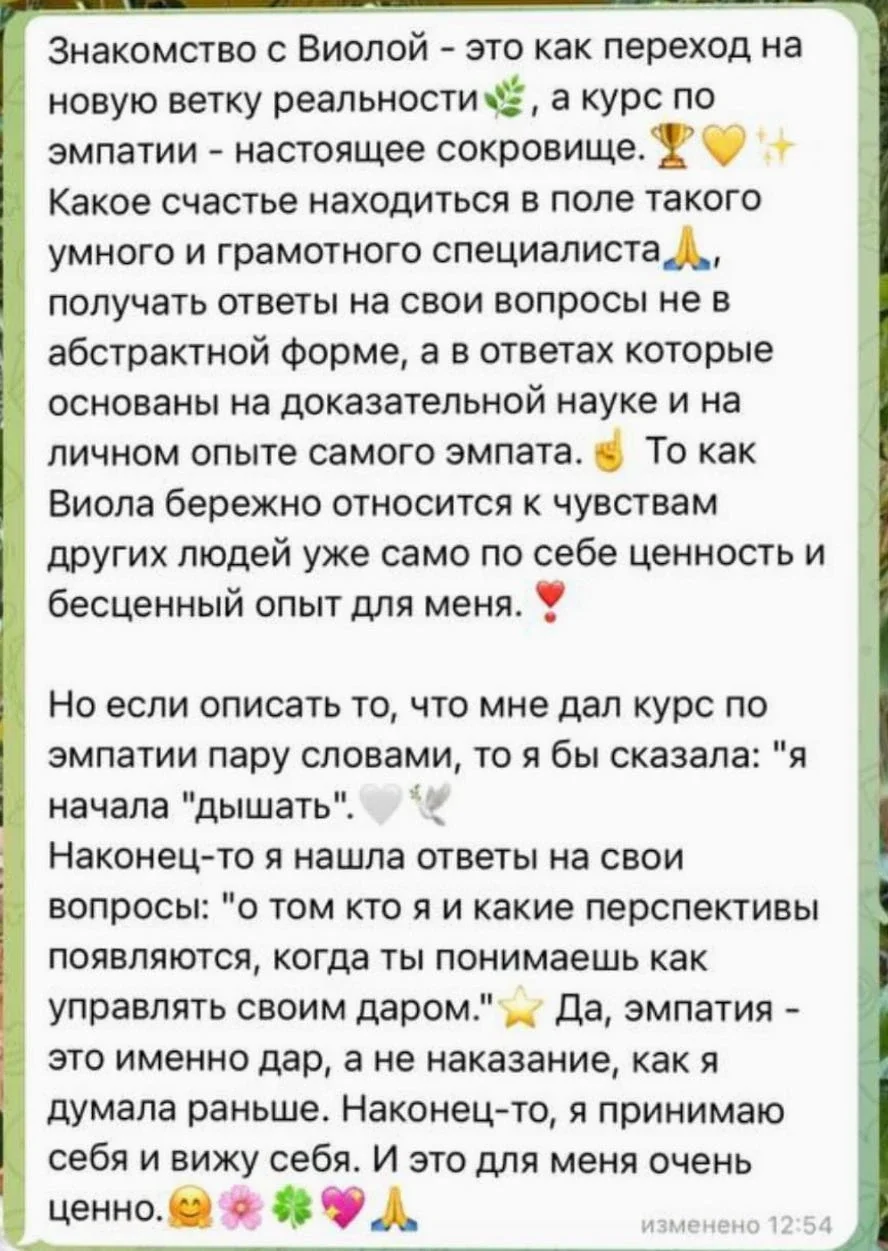 Знакомство с Виолой - это как переход на
новую ветку реальности🌿, а курс по
эмпатии - настоящее сокровище.🏆💛✨
Какое счастье находиться в поле такого
умного и грамотного специалиста🙏,
получать ответы на свои вопросы не в
абстрактной форме, а в ответах которые
основаны на доказательной науке и на
личном опыте самого эмпата.☝️ То как
Виола бережно относится к чувствам
других людей уже само по себе ценность и
бесценный опыт для меня.❣️

Но если описать то, что мне дал курс по
эмпатии пару словами, то я бы сказала: "я
начала "дышать".🤍🕊️
Наконец-то я нашла ответы на свои
вопросы: "о том кто я и какие перспективы
появляются, когда ты понимаешь как
управлять своим даром."⭐ Да, эмпатия -
это именно дар, а не наказание, как я
думала раньше. Наконец-то, я принимаю
себя и вижу себя. И это для меня очень
ценно.🤗🌸🍀💖🙏
изменено 12:54